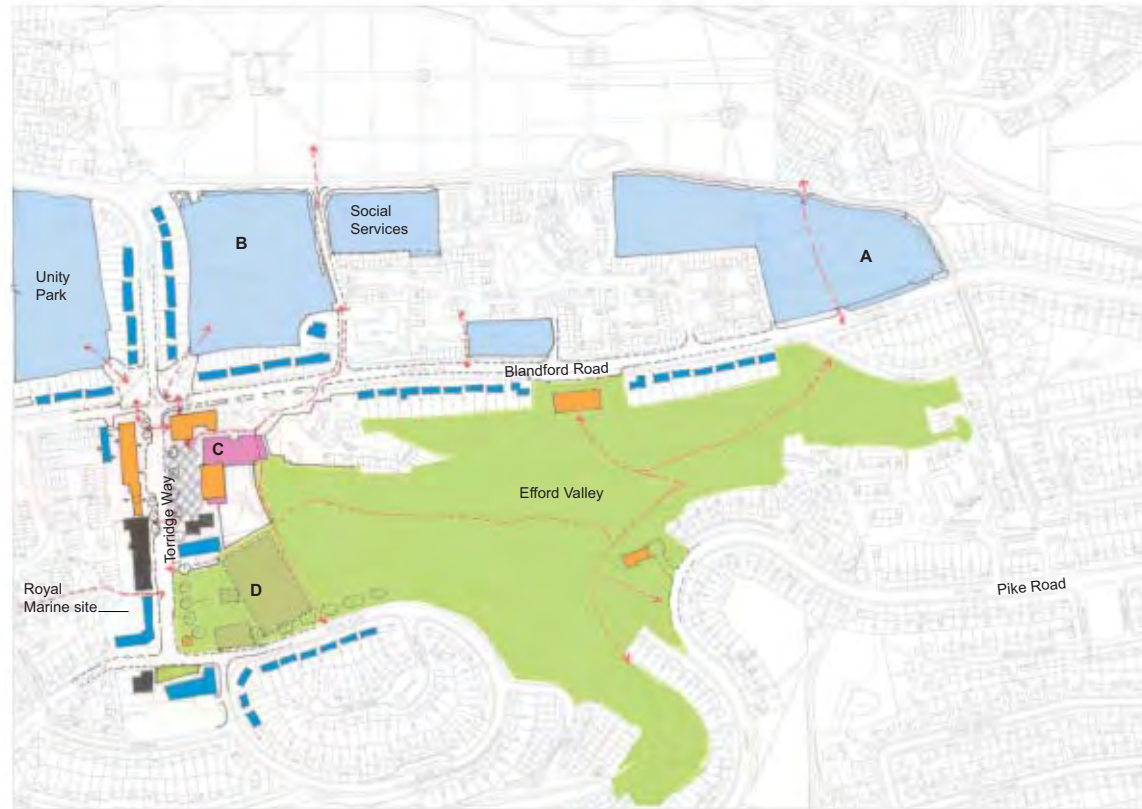 Social
Services
B
A
Unity
Park
Blandford Road
C
Efford Valley
Torridge Way
D
Royal
Marine site
Pike Road